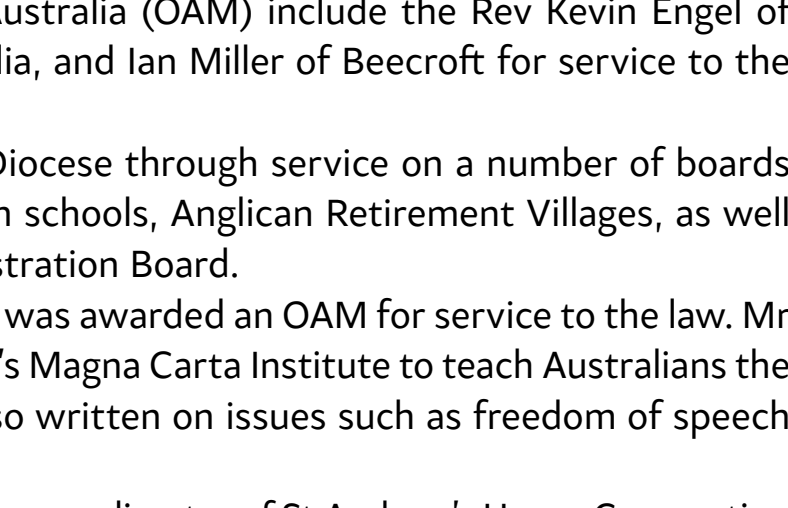 Australia (OAM) include the Rev Kevin Engel of
lia, and Ian Miller of Beecroft for service to the
Diocese through service on a number of boards
n schools, Anglican Retirement Villages, as well
stration Board.
was awarded an OAM for service to the law. Mr
's Magna Carta Institute to teach Australians the
so written on issues such as freedom of speech
of St Andrew's House